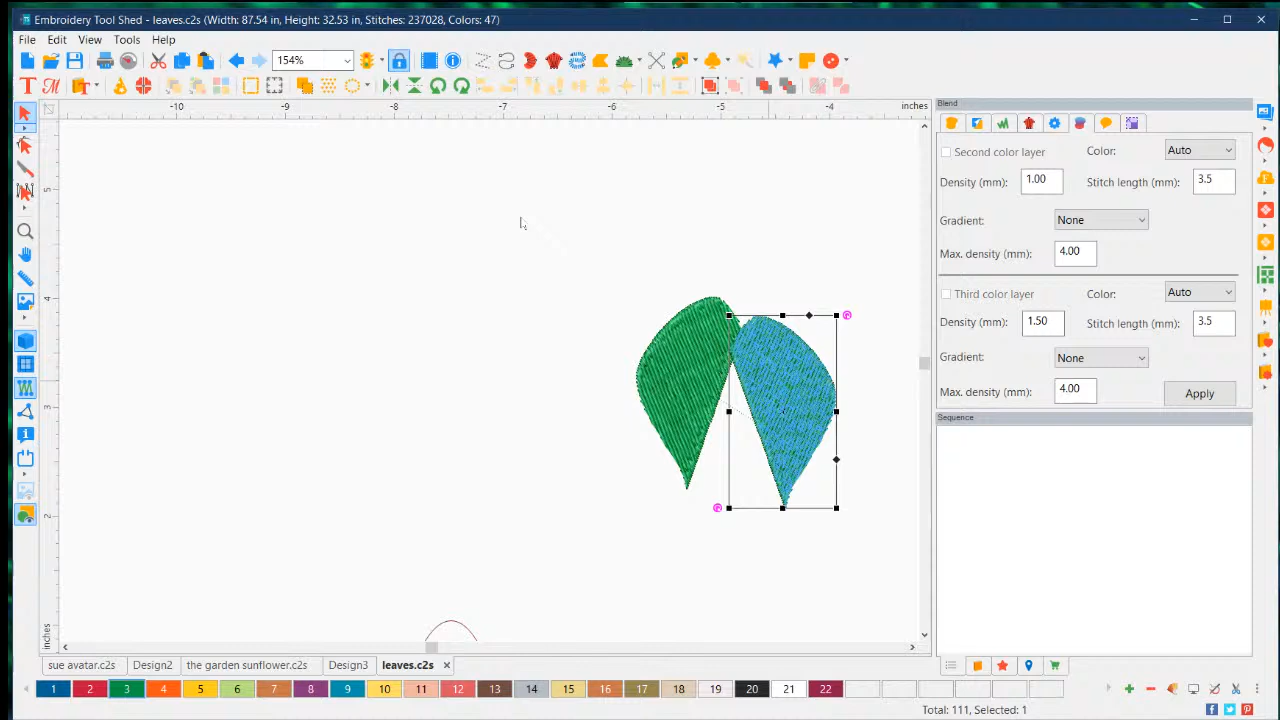 Embroidery Tool Shed - leaves.c2s (Width: 87.54 in, Height: 32.53 in, Stitches: 237028, Colors: 47)
File Edit View Tools Help
154%
T M T
-10 -9 -8 -7 -6 -5 -4 inches
5
4
3
2
inches
Blend
Second color layer Color: Auto
Density (mm): 1.00 Stitch length (mm): 3.5
Gradient: None
Max. density (mm): 4.00
Third color layer Color: Auto
Density (mm): 1.50 Stitch length (mm): 3.5
Gradient: None
Max. density (mm): 4.00 Apply
Sequence
sue avatar.c2s Design2 the garden sunflower.c2s Design3 leaves.c2s
1 2 3 4 5 6 7 8 9 10 11 12 13 14 15 16 17 18 19 20 21 22
Total: 111, Selected: 1